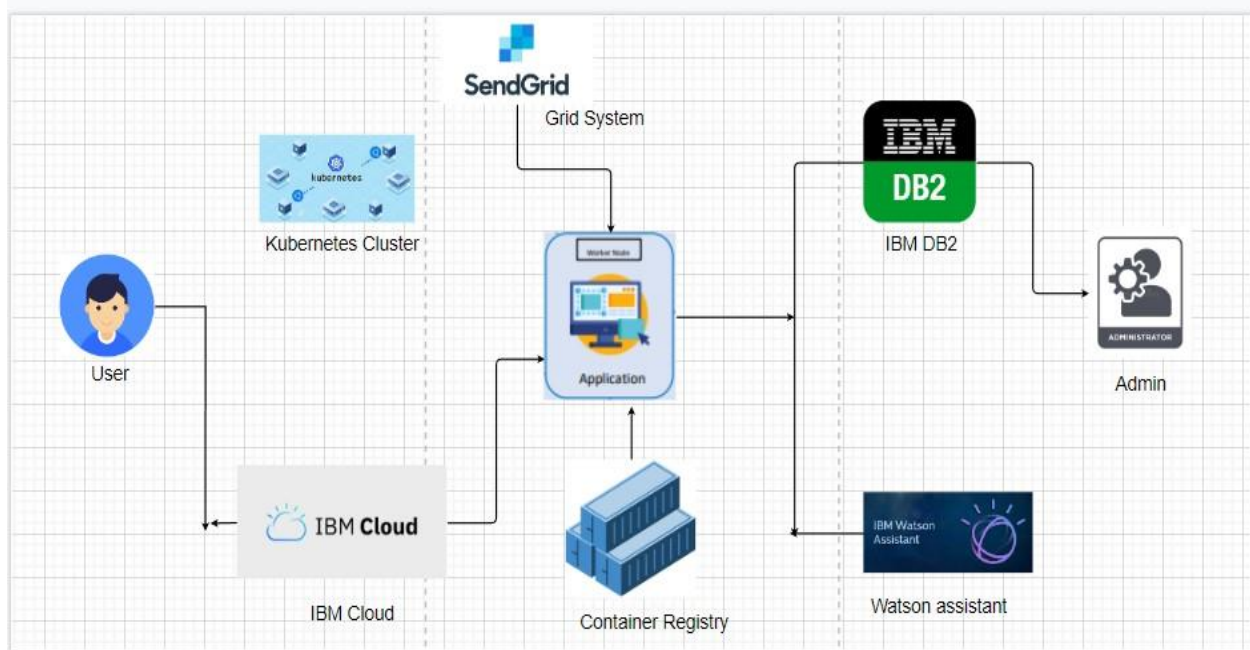 SendGrid
Grid System
kubernetes
Kubernetes Cluster
User
IBM Cloud
IBM Cloud
Worker Node
Application
Container Registry
IBM
DB2
IBM DB2
ADMINISTRATOR
Admin
IBM Watson
Assistant
Watson assistant